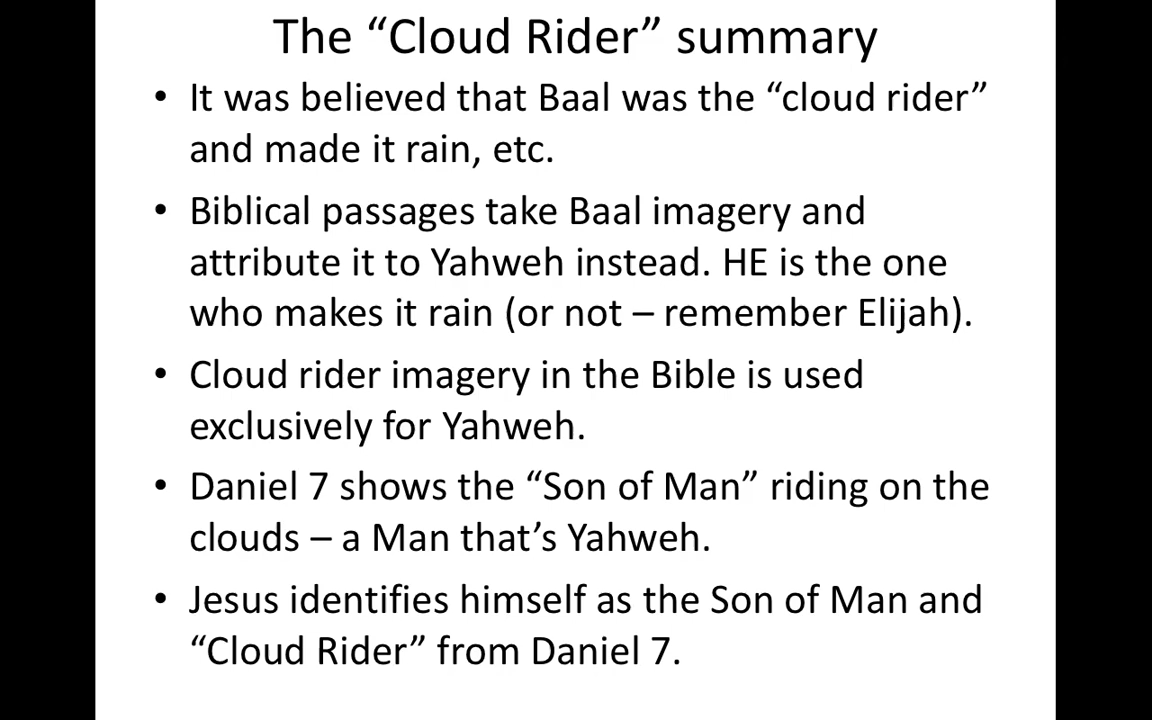 The “Cloud Rider” summary
• It was believed that Baal was the “cloud rider”
and made it rain, etc.
• Biblical passages take Baal imagery and
attribute it to Yahweh instead. HE is the one
who makes it rain (or not – remember Elijah).
• Cloud rider imagery in the Bible is used
exclusively for Yahweh.
• Daniel 7 shows the “Son of Man” riding on the
clouds – a Man that’s Yahweh.
• Jesus identifies himself as the Son of Man and
“Cloud Rider” from Daniel 7.